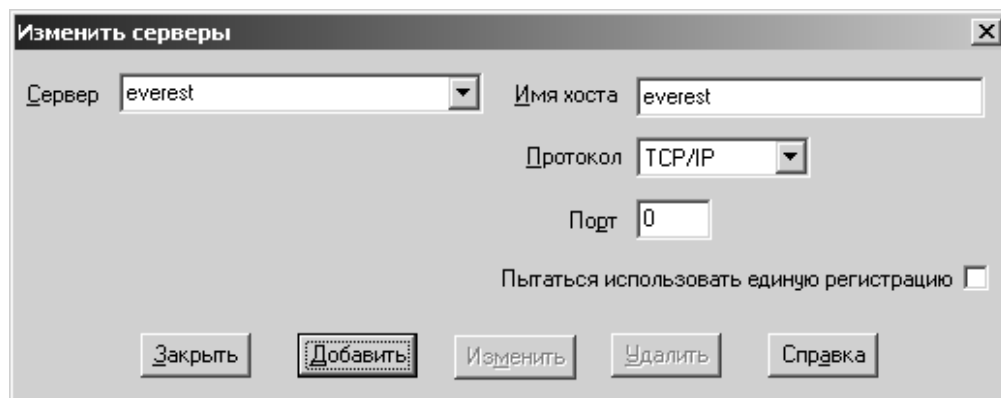 Изменить серверы
Сервер everest Имя хоста everest
Протокол TCP/IP
Порт 0
Пытаться использовать единую регистрацию
Закрыть Добавить Изменить Удалить Справка